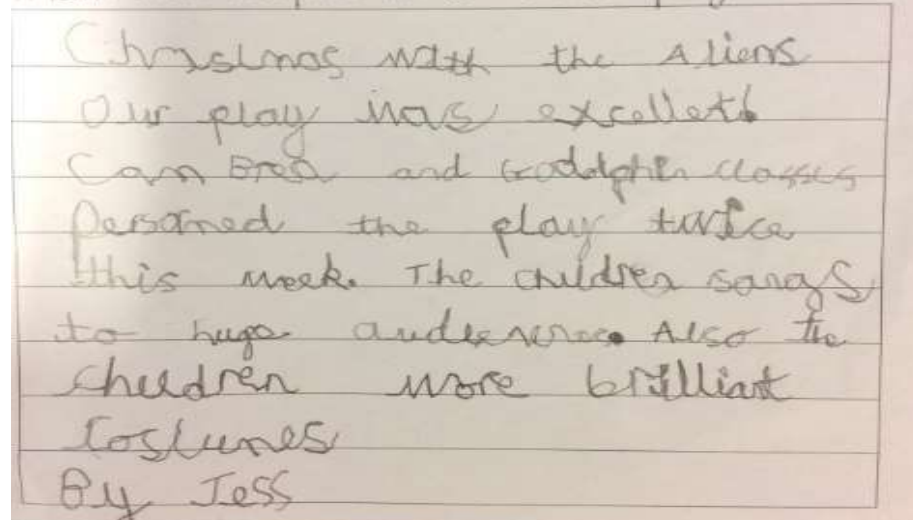 Christmas with the Aliens
Our play was excellent
Cam and Godolphin classes
Performed the play twice
this week. The children sang
to huge audiences Also the
children wore brilliant
Costumes
By Jess